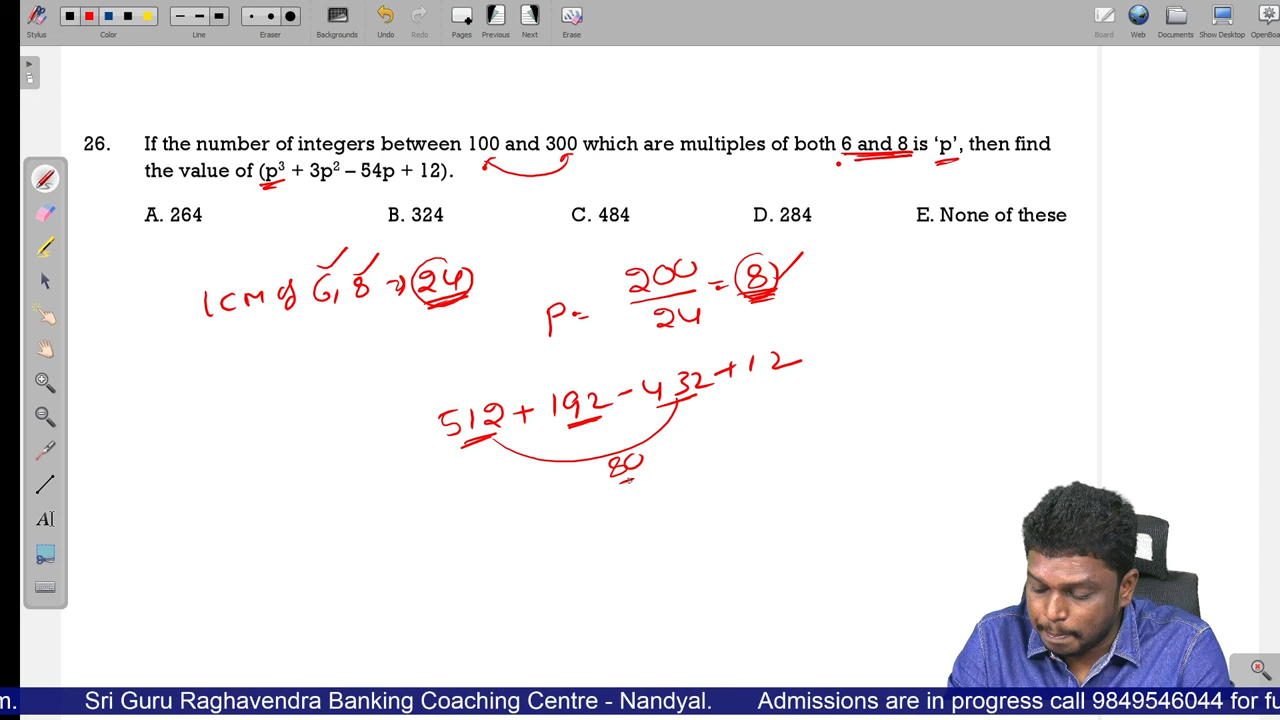 Stylus
Color
Line
Eraser
Backgrounds
Undo
Redo
Pages
Previous
Next
Erase
Board
Web
Documents
Show Desktop
OpenBoa
26. If the number of integers between 100 and 300 which are multiples of both 6 and 8 is ‘p’, then find
the value of (p³ + 3p² – 54p + 12).
A. 264 B. 324 C. 484 D. 284 E. None of these
LCM of 6, 8 => 24
p = 200/24 = 8
512 + 192 - 432 + 12
80
m. Sri Guru Raghavendra Banking Coaching Centre - Nandyal. Admissions are in progress call 9849546044 for fu